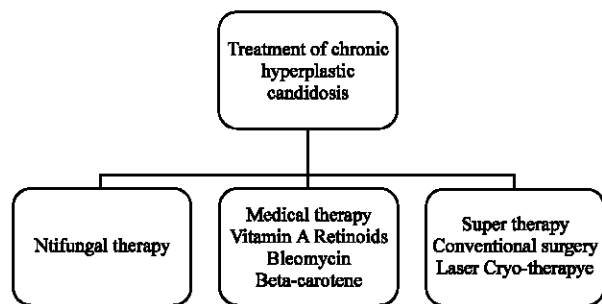 Treatment of chronic
hyperplastic
candidosis
Ntifungal therapy
Medical therapy
Vitamin A Retinoids
Bleomycin
Beta-carotene
Super therapy
Conventional surgery
Laser Cryo-therapye